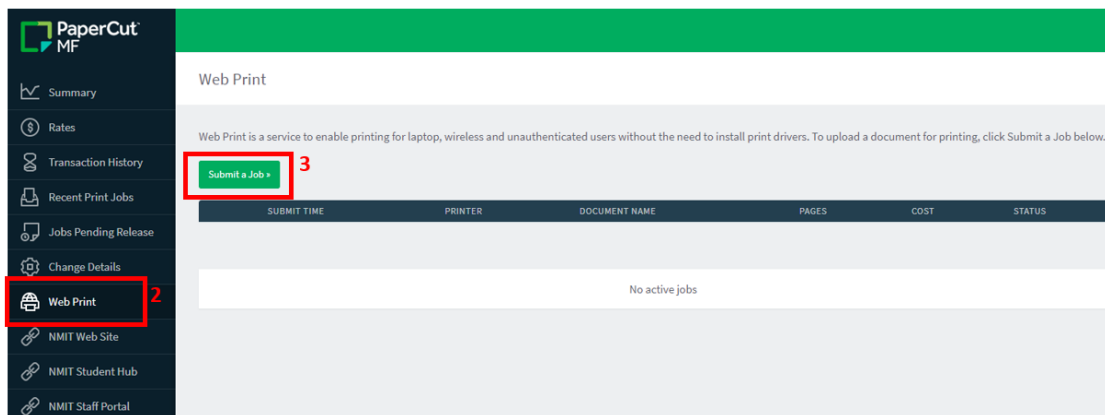 PaperCut
MF
Summary
Rates
Transaction History
Recent Print Jobs
Jobs Pending Release
Change Details
Web Print
2
NMIT Web Site
NMIT Student Hub
NMIT Staff Portal
Web Print
Web Print is a service to enable printing for laptop, wireless and unauthenticated users without the need to install print drivers. To upload a document for printing, click Submit a Job below.
Submit a Job »
3
SUBMIT TIME PRINTER DOCUMENT NAME PAGES COST STATUS
No active jobs